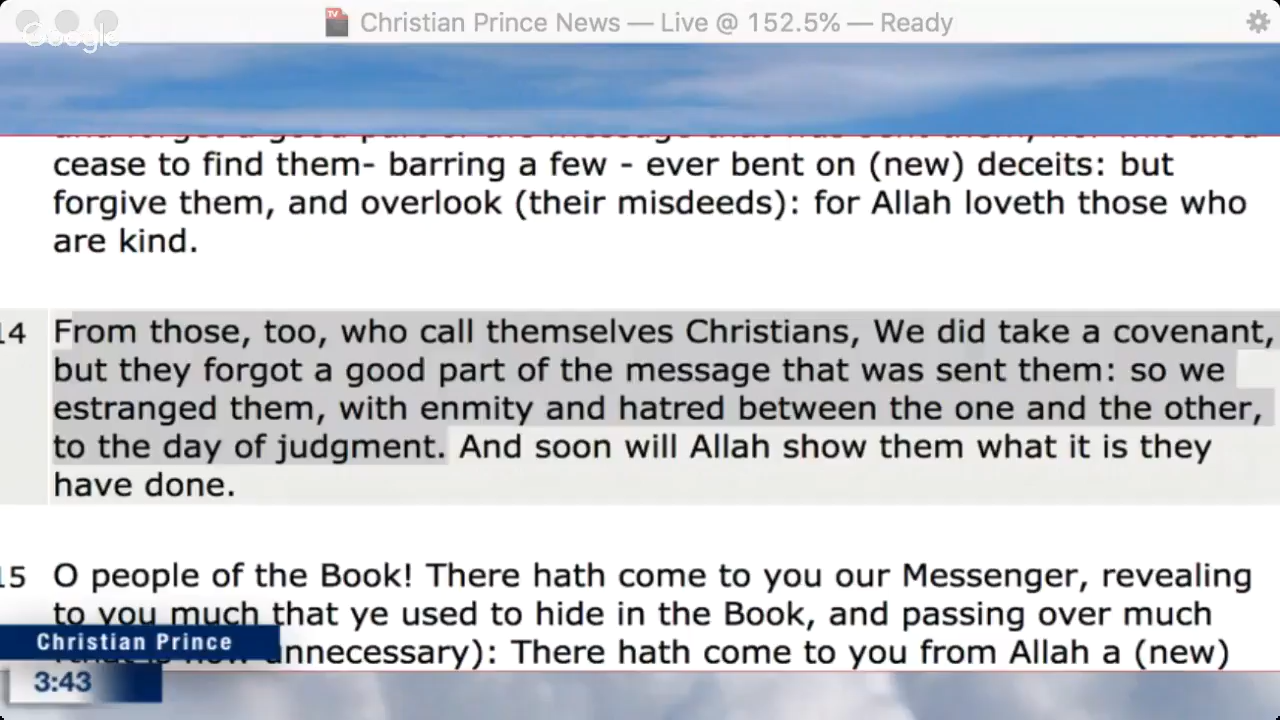 Christian Prince News — Live @ 152.5% — Ready
Google
cease to find them- barring a few - ever bent on (new) deceits: but
forgive them, and overlook (their misdeeds): for Allah loveth those who
are kind.
14 From those, too, who call themselves Christians, We did take a covenant,
but they forgot a good part of the message that was sent them: so we
estranged them, with enmity and hatred between the one and the other,
to the day of judgment. And soon will Allah show them what it is they
have done.
15 O people of the Book! There hath come to you our Messenger, revealing
to you much that ye used to hide in the Book, and passing over much
unnecessary): There hath come to you from Allah a (new)
Christian Prince
3:43